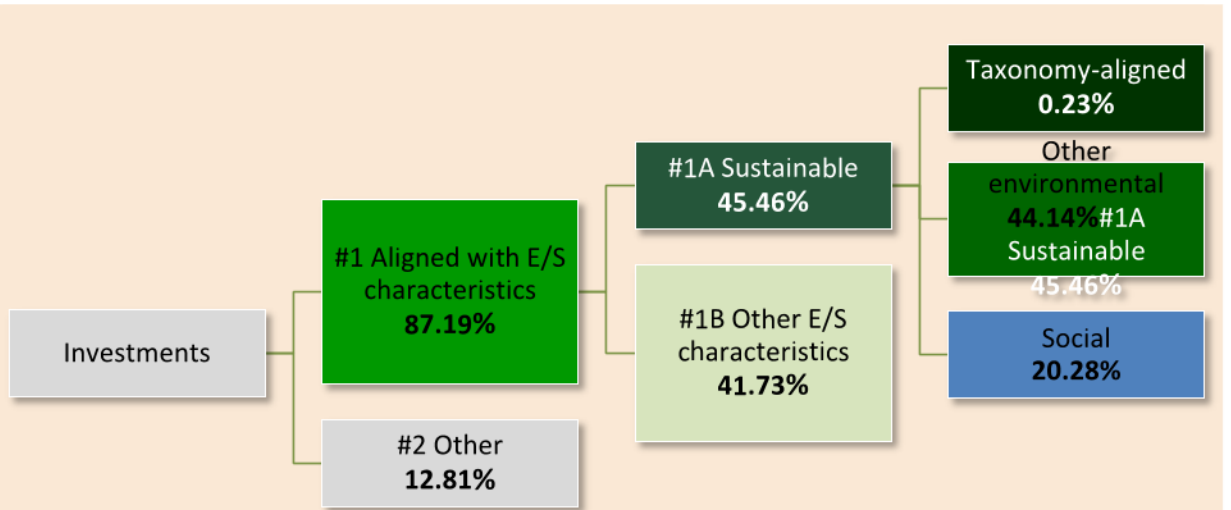 Investments
#1 Aligned with E/S
characteristics
87.19%
#2 Other
12.81%
#1A Sustainable
45.46%
#1B Other E/S
characteristics
41.73%
Taxonomy-aligned
0.23%
Other
environmental
44.14%#1A
Sustainable
45.46%
Social
20.28%